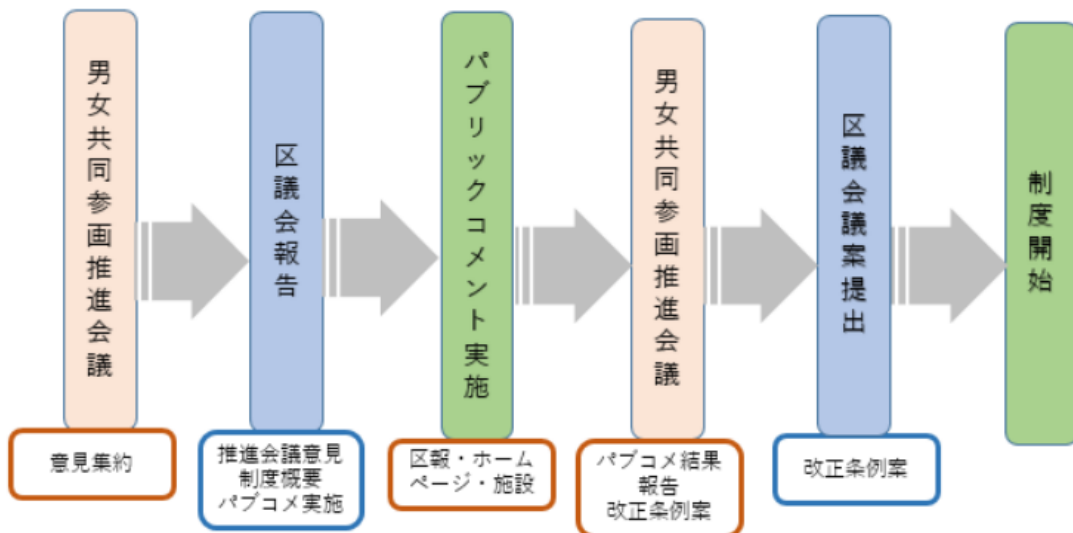 男女共同参画推進会議
区議会報告
パブリックコメント実施
男女共同参画推進会議
区議会議案提出
制度開始
意見集約
推進会議意見
制度概要
パブコメ実施
区報・ホーム
ページ・施設
パブコメ結果
報告
改正条例案
改正条例案